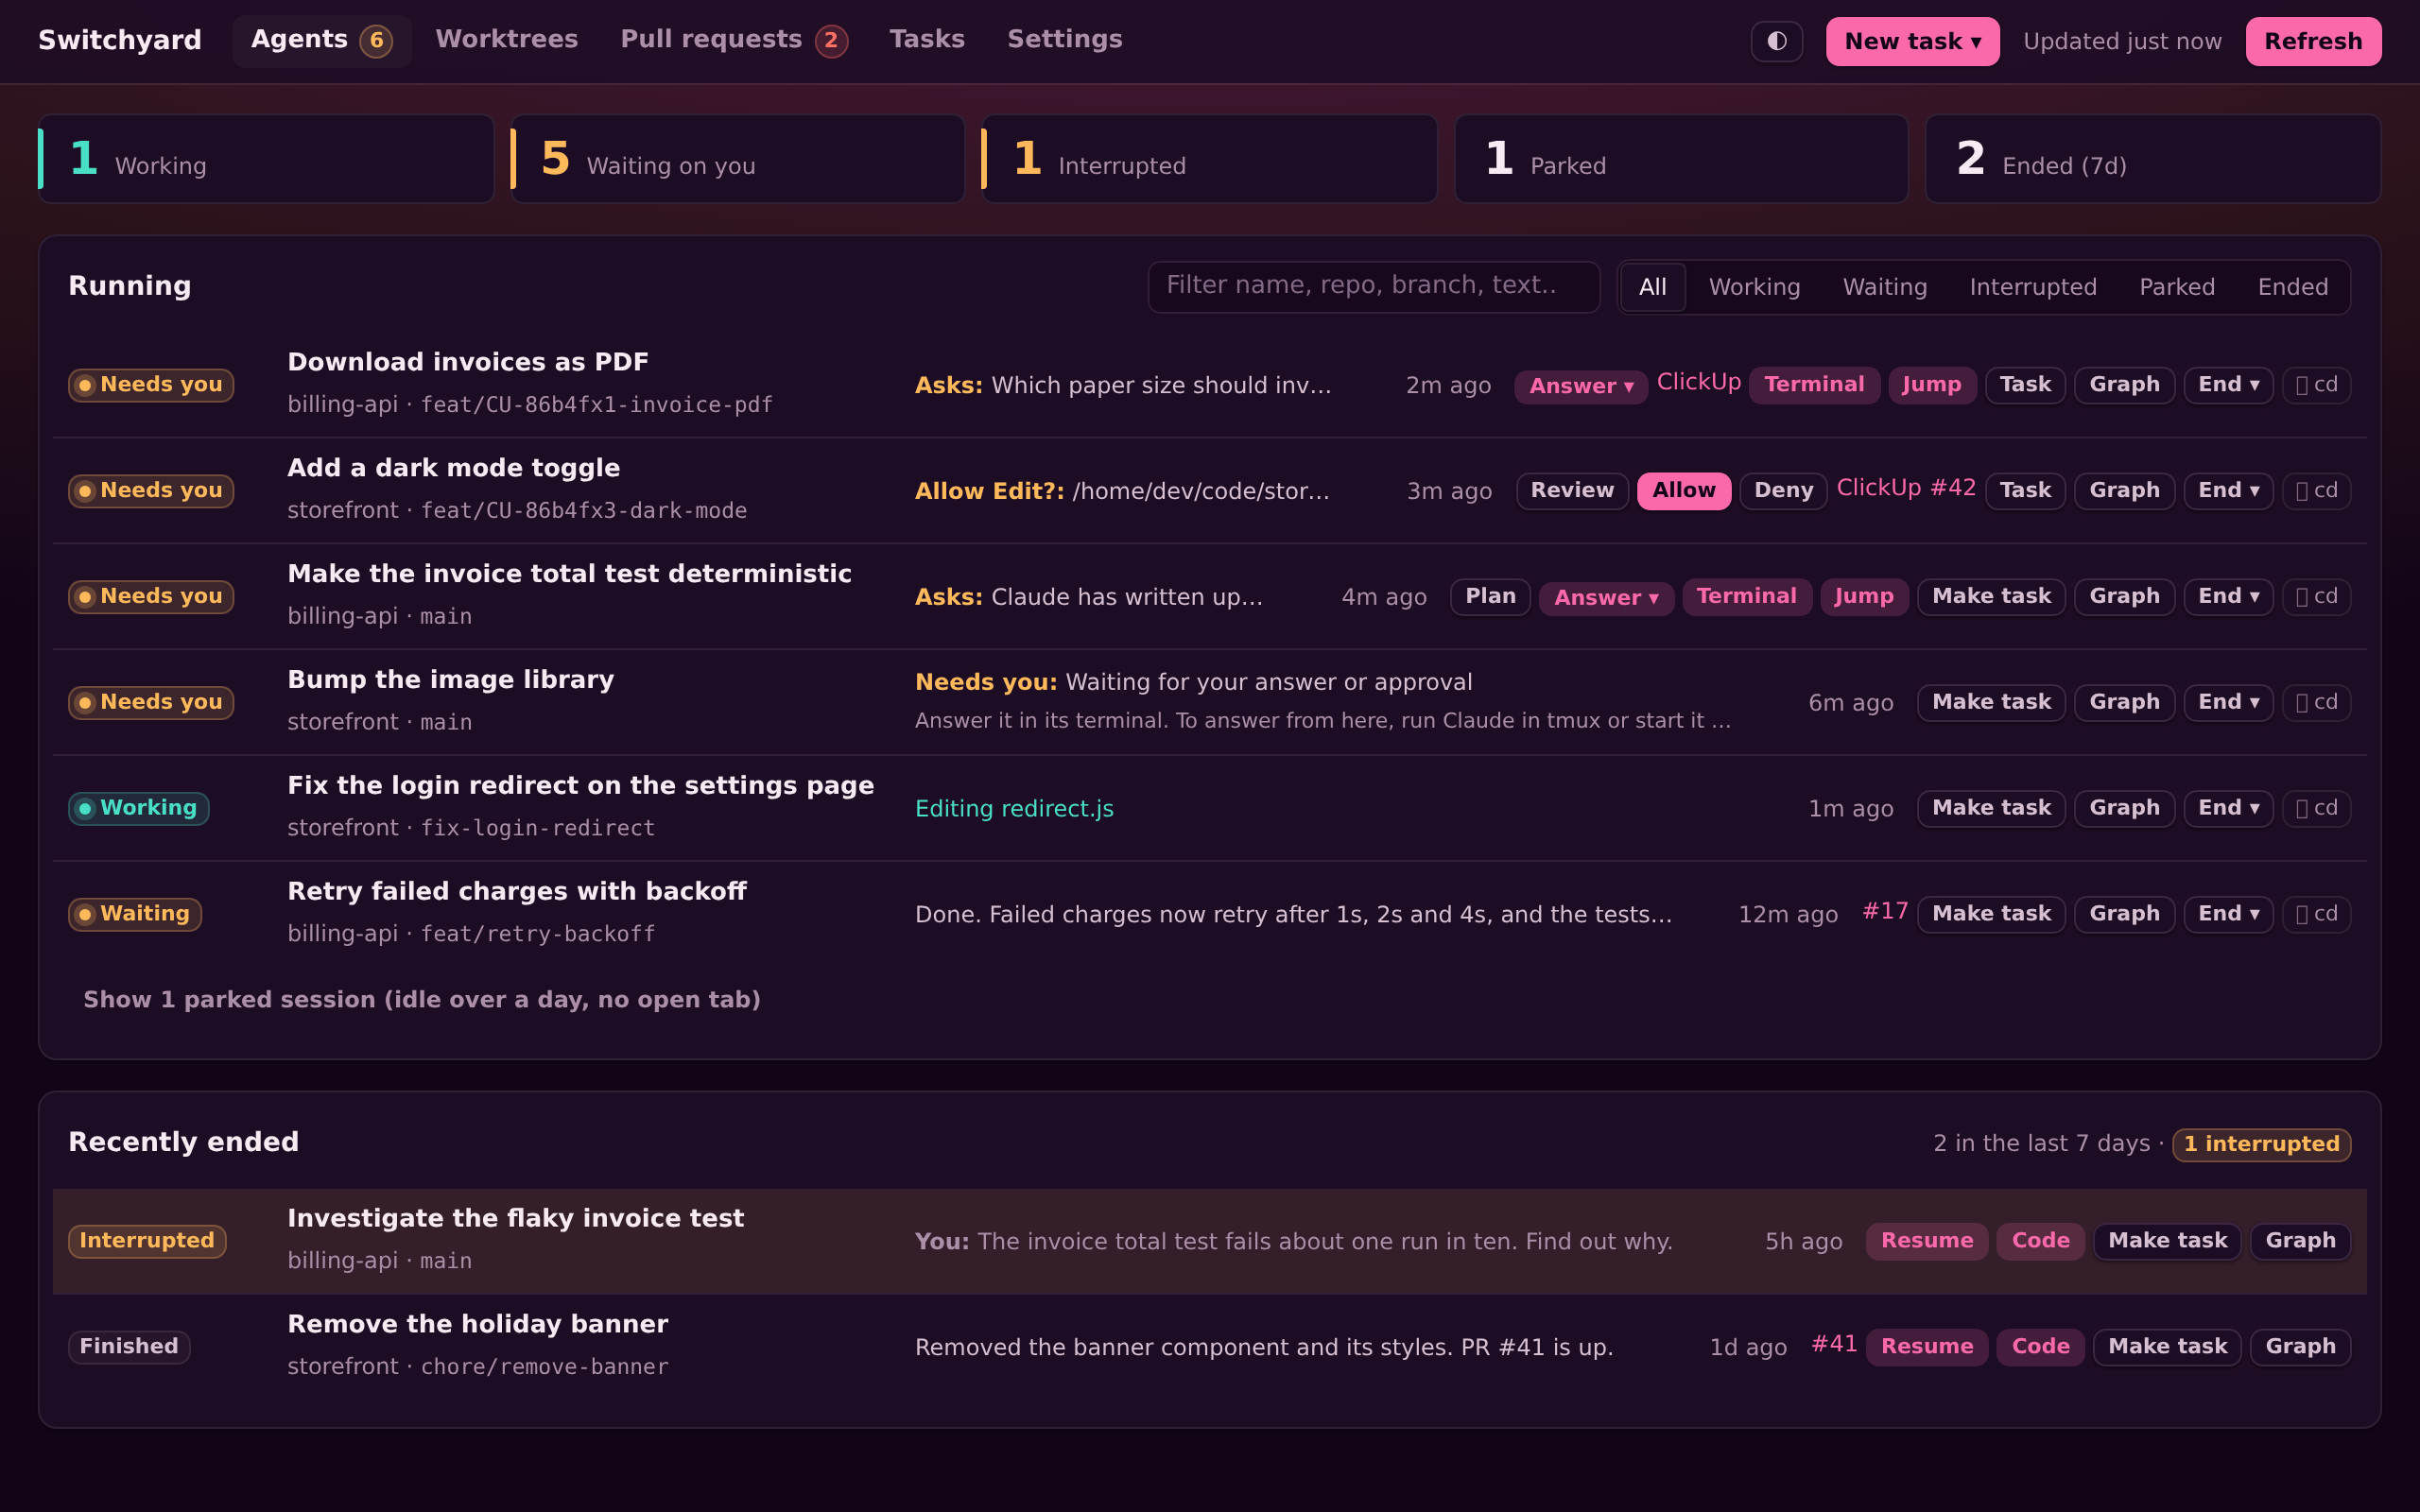 Switchyard Agents 6 Worktrees Pull requests 2 Tasks Settings New task ▾ Updated just now Refresh
1 Working 5 Waiting on you 1 Interrupted 1 Parked 2 Ended (7d)
Running Filter name, repo, branch, text.. All Working Waiting Interrupted Parked Ended
Download invoices as PDF
Needs you Asks: Which paper size should inv… 2m ago Answer ▾ ClickUp Terminal Jump Task Graph End ▾ cd
billing-api · feat/CU-86b4fx1-invoice-pdf
Add a dark mode toggle
Needs you Allow Edit?: /home/dev/code/stor… 3m ago Review Allow Deny ClickUp #42 Task Graph End ▾ cd
storefront · feat/CU-86b4fx3-dark-mode
Make the invoice total test deterministic
Needs you Asks: Claude has written up… 4m ago Plan Answer ▾ Terminal Jump Make task Graph End ▾ cd
billing-api · main
Bump the image library
Needs you: Waiting for your answer or approval
Needs you 6m ago Make task Graph End ▾ cd
storefront · main
Answer it in its terminal. To answer from here, run Claude in tmux or start it …
Fix the login redirect on the settings page
Working Editing redirect.js 1m ago Make task Graph End ▾ cd
storefront · fix-login-redirect
Retry failed charges with backoff
Waiting Done. Failed charges now retry after 1s, 2s and 4s, and the tests… 12m ago #17 Make task Graph End ▾ cd
billing-api · feat/retry-backoff
Show 1 parked session (idle over a day, no open tab)
Recently ended 2 in the last 7 days · 1 interrupted
Investigate the flaky invoice test
Interrupted You: The invoice total test fails about one run in ten. Find out why. 5h ago Resume Code Make task Graph
billing-api · main
Remove the holiday banner
Finished Removed the banner component and its styles. PR #41 is up. 1d ago #41 Resume Code Make task Graph
storefront · chore/remove-banner